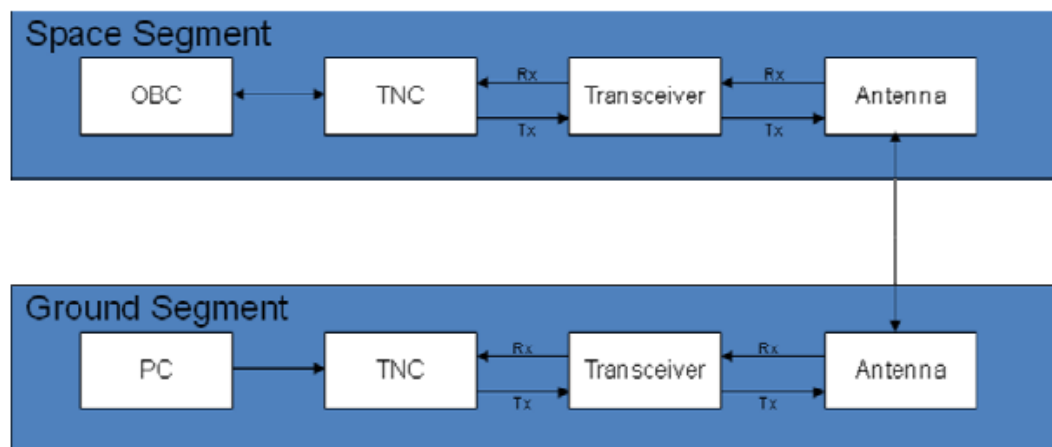 Space Segment
Rx
Rx
OBC
TNC
Transceiver
Antenna
Tx
Tx
Ground Segment
Rx
Rx
PC
TNC
Transceiver
Antenna
Tx
Tx